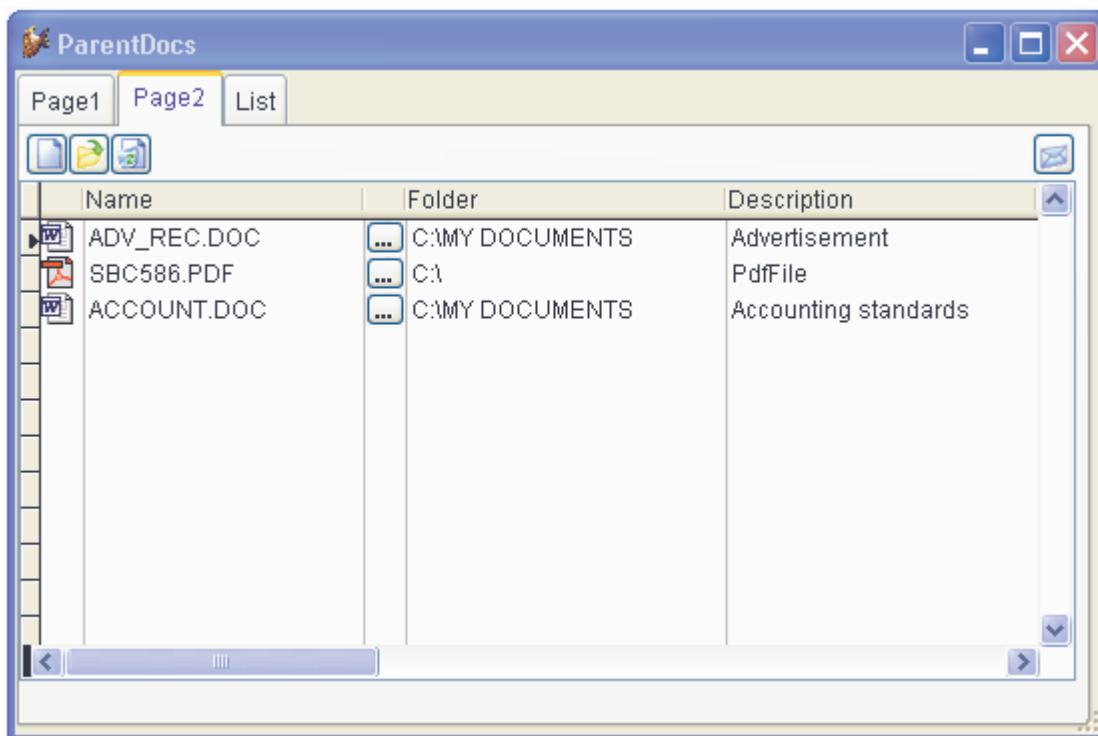 ParentDocs
Page1 Page2 List
Name Folder Description
ADV_REC.DOC ... C:\MY DOCUMENTS Advertisement
SBC586.PDF ... C:\ PdfFile
ACCOUNT.DOC ... C:\MY DOCUMENTS Accounting standards